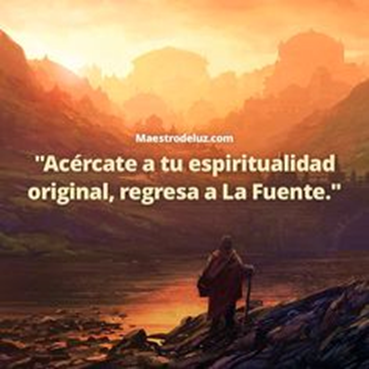 Maestrodeluz.com
"Acércate a tu espiritualidad
original, regresa a La Fuente."